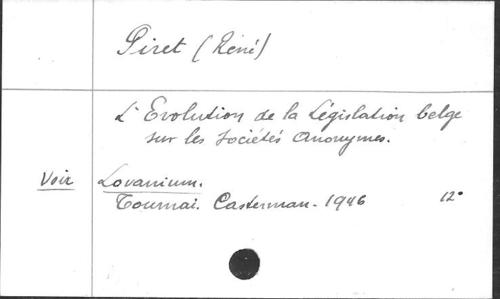 Piret (René)
L'Evolution de la Législation belge
sur les Sociétés Anonymes.
Voir Lovanium.
Tournai. Casterman - 1946 12°